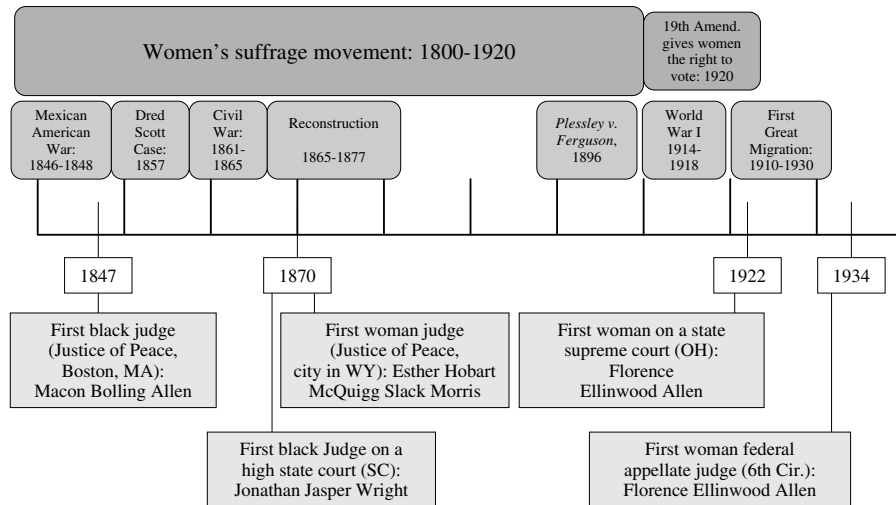 Women's suffrage movement: 1800-1920
19th Amend.
gives women
the right to
vote: 1920
Mexican
American
War:
1846-1848
Dred
Scott
Case:
1857
Civil
War:
1861-
1865
Reconstruction
1865-1877
Plessley v.
Ferguson,
1896
World
War I
1914-
1918
First
Great
Migration:
1910-1930
1847
1870
1922
1934
First black judge
(Justice of Peace,
Boston, MA):
Macon Bolling Allen
First woman judge
(Justice of Peace,
city in WY): Esther Hobart
McQuigg Slack Morris
First woman on a state
supreme court (OH):
Florence
Ellinwood Allen
First black Judge on a
high state court (SC):
Jonathan Jasper Wright
First woman federal
appellate judge (6th Cir.):
Florence Ellinwood Allen